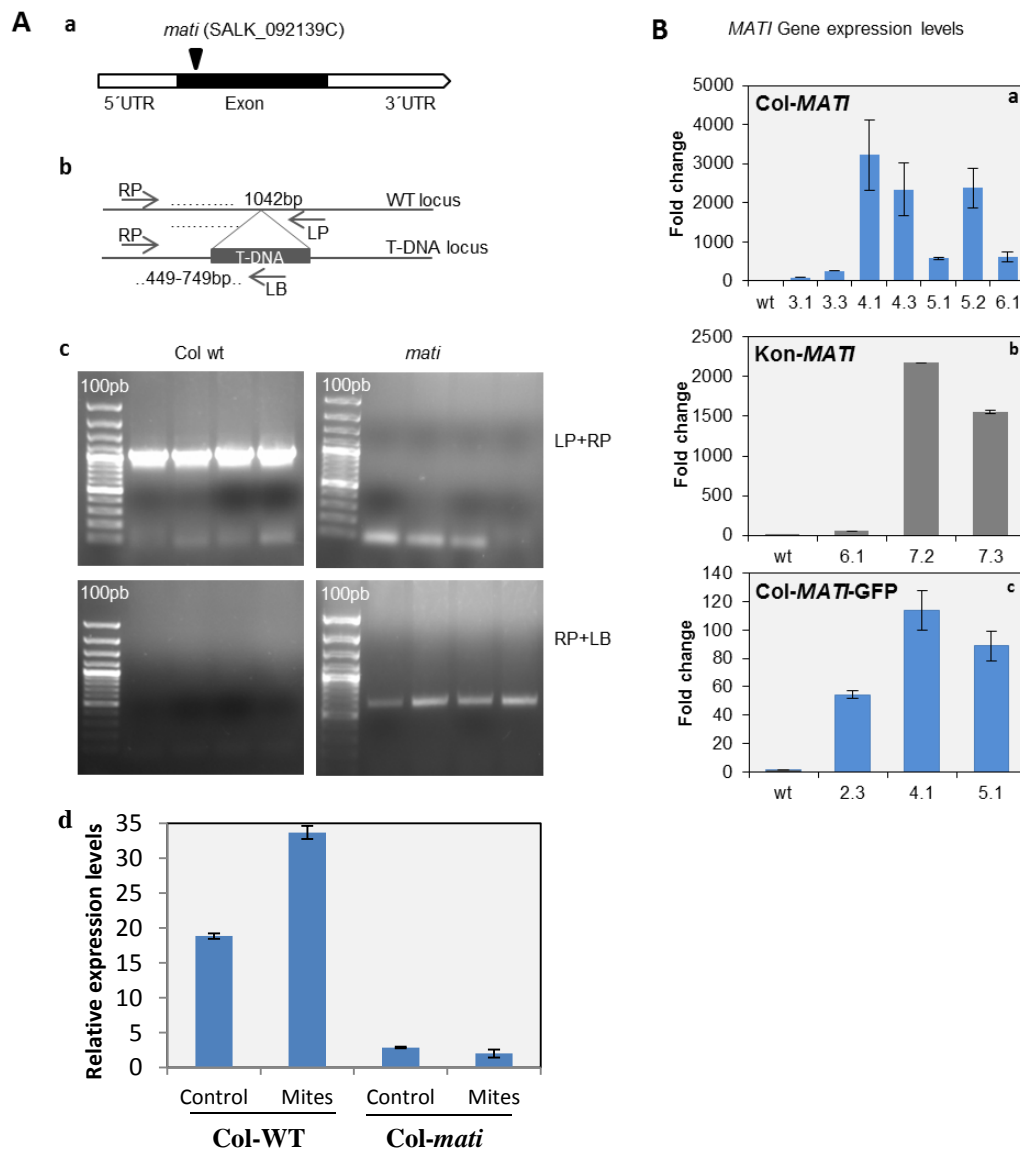 A
a
mati (SALK_092139C)
5´UTR Exon 3´UTR
b
RP 1042bp WT locus
LP
RP T-DNA T-DNA locus
..449-749bp.. LB
c
Col wt mati
100pb 100pb
LP+RP
100pb 100pb
RP+LB
d
Relative expression levels
35
30
25
20
15
10
5
0
Control Mites Control Mites
Col-WT Col-mati
B
MATI Gene expression levels
Col-MATI a
Fold change
5000
4000
3000
2000
1000
0
wt 3.1 3.3 4.1 4.3 5.1 5.2 6.1
Kon-MATI b
Fold change
2500
2000
1500
1000
500
0
wt 6.1 7.2 7.3
Col-MATI-GFP c
Fold change
140
120
100
80
60
40
20
0
wt 2.3 4.1 5.1